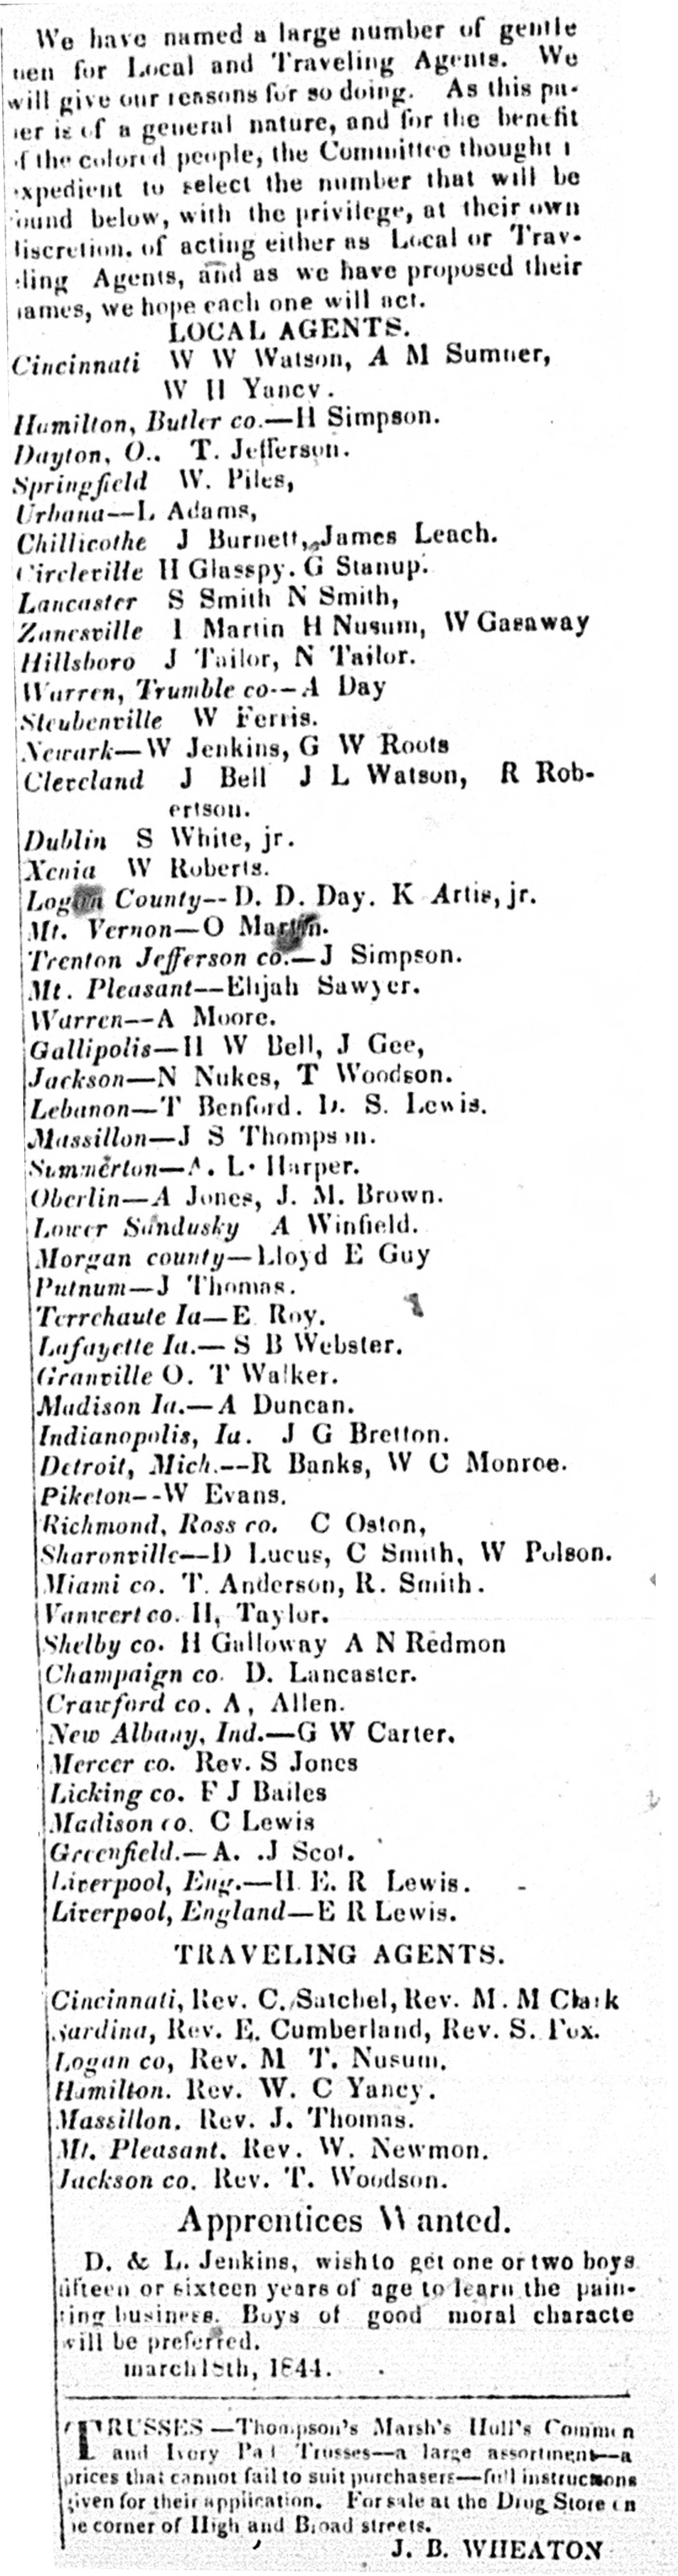 We have named a large number of gentle
nen for Local and Traveling Agents. We
will give our reasons for so doing. As this pa-
er is of a general nature, and for the benefit
f the colored people, the Committee thought i
xpedient to select the number that will be
ound below, with the privilege, at their own
liscretion, of acting either as Local or Trav-
ling Agents, and as we have proposed their
ames, we hope each one will act.
LOCAL AGENTS.
Cincinnati W W Watson, A M Sumner,
W H Yancy.
Hamilton, Butler co.—H Simpson.
Dayton, O.. T. Jefferson.
Springfield W. Piles,
Urbana—L Adams,
Chillicothe J Burnett, James Leach.
Circleville H Glasspy. G Stanup.
Lancaster S Smith N Smith,
Zanesville I Martin H Nusum, W Gasaway
Hillsboro J Tailor, N Tailor.
Warren, Trumble co--A Day
Steubenville W Ferris.
Newark—W Jenkins, G W Roots
Cleveland J Bell J L Watson, R Rob-
ertson.
Dublin S White, jr.
Xenia W Roberts.
Logan County--D. D. Day. K Artis, jr.
Mt. Vernon—O Martin.
Trenton Jefferson co.—J Simpson.
Mt. Pleasant—Elijah Sawyer.
Warren—A Moore.
Gallipolis—H W Bell, J Gee,
Jackson—N Nukes, T Woodson.
Lebanon—T Benford. D. S. Lewis.
Massillon—J S Thompson.
Summerton—A. L. Harper.
Oberlin—A Jones, J. M. Brown.
Lower Sandusky A Winfield.
Morgan county—Lloyd E Guy
Putnum—J Thomas.
Terrehaute Ia—E Roy.
Lafayette Ia.—S B Webster.
Granville O. T Walker.
Madison Ia.—A Duncan.
Indianopolis, Ia. J G Bretton.
Detroit, Mich.--R Banks, W C Monroe.
Piketon--W Evans.
Richmond, Ross co. C Oston,
Sharonville—D Lucus, C Smith, W Polson.
Miami co. T. Anderson, R. Smith.
Vanwert co. H, Taylor.
Shelby co. H Galloway A N Redmon
Champaign co. D. Lancaster.
Crawford co. A, Allen.
New Albany, Ind.—G W Carter.
Mercer co. Rev. S Jones
Licking co. F J Bailes
Madison co. C Lewis
Greenfield.—A. J Scot.
Liverpool, Eng.—H. E. R Lewis.
Liverpool, England—E R Lewis.
TRAVELING AGENTS.
Cincinnati, Rev. C. Satchel, Rev. M. M Clark
Sardina, Rev. E. Cumberland, Rev. S. Fox.
Logan co, Rev. M T. Nusum.
Hamilton. Rev. W. C Yancy.
Massillon. Rev. J. Thomas.
Mt. Pleasant. Rev. W. Newmon.
Jackson co. Rev. T. Woodson.
Apprentices Wanted.
D. & L. Jenkins, wish to get one or two boys
fifteen or sixteen years of age to learn the pain-
ting business. Boys of good moral characte
will be preferred.
march 18th, 1844.
TRUSSES—Thompson's Marsh's Hull's Common
and Ivory Pad Trusses—a large assortment—a
prices that cannot fail to suit purchasers—full instructions
given for their application. For sale at the Drug Store on
he corner of High and Broad streets.
J. B. WHEATON